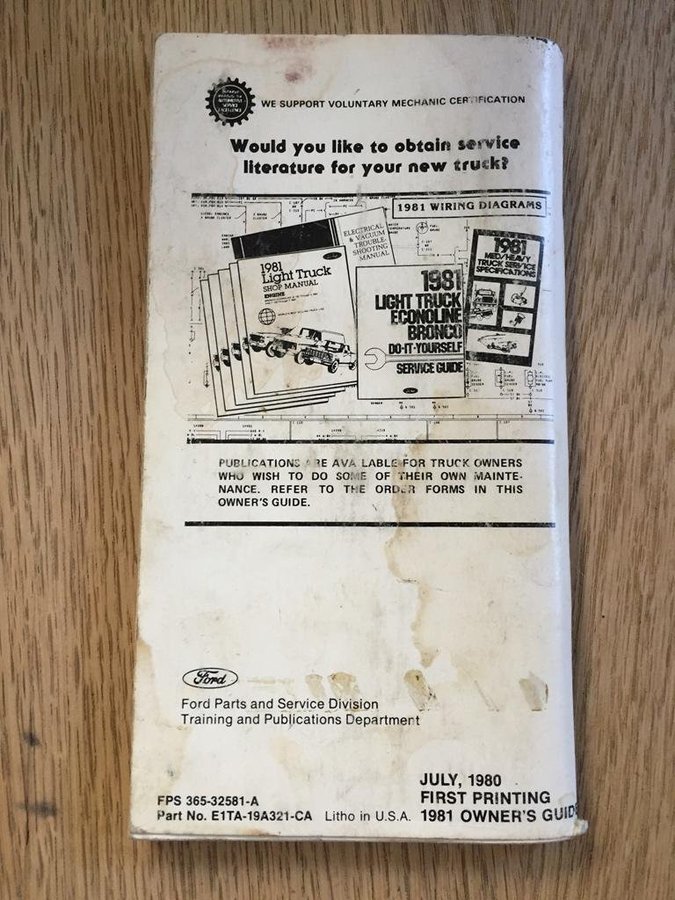 WE SUPPORT VOLUNTARY MECHANIC CERTIFICATION
Would you like to obtain service
literature for your new truck?
1981 WIRING DIAGRAMS
ELECTRICAL
& VACUUM
TROUBLE-
SHOOTING
MANUAL
1981
Light Truck
SHOP MANUAL
ENGINE
1981
LIGHT TRUCK
ECONOLINE
BRONCO
DO-IT-YOURSELF
SERVICE GUIDE
Ford
1981
MED/HEAVY
TRUCK SERVICE
SPECIFICATIONS
PUBLICATIONS ARE AVAILABLE FOR TRUCK OWNERS
WHO WISH TO DO SOME OF THEIR OWN MAINTE-
NANCE. REFER TO THE ORDER FORMS IN THIS
OWNER'S GUIDE.
Ford
Ford Parts and Service Division
Training and Publications Department
JULY, 1980
FIRST PRINTING
1981 OWNER'S GUIDE
FPS 365-32581-A
Part No. E1TA-19A321-CA Litho in U.S.A.